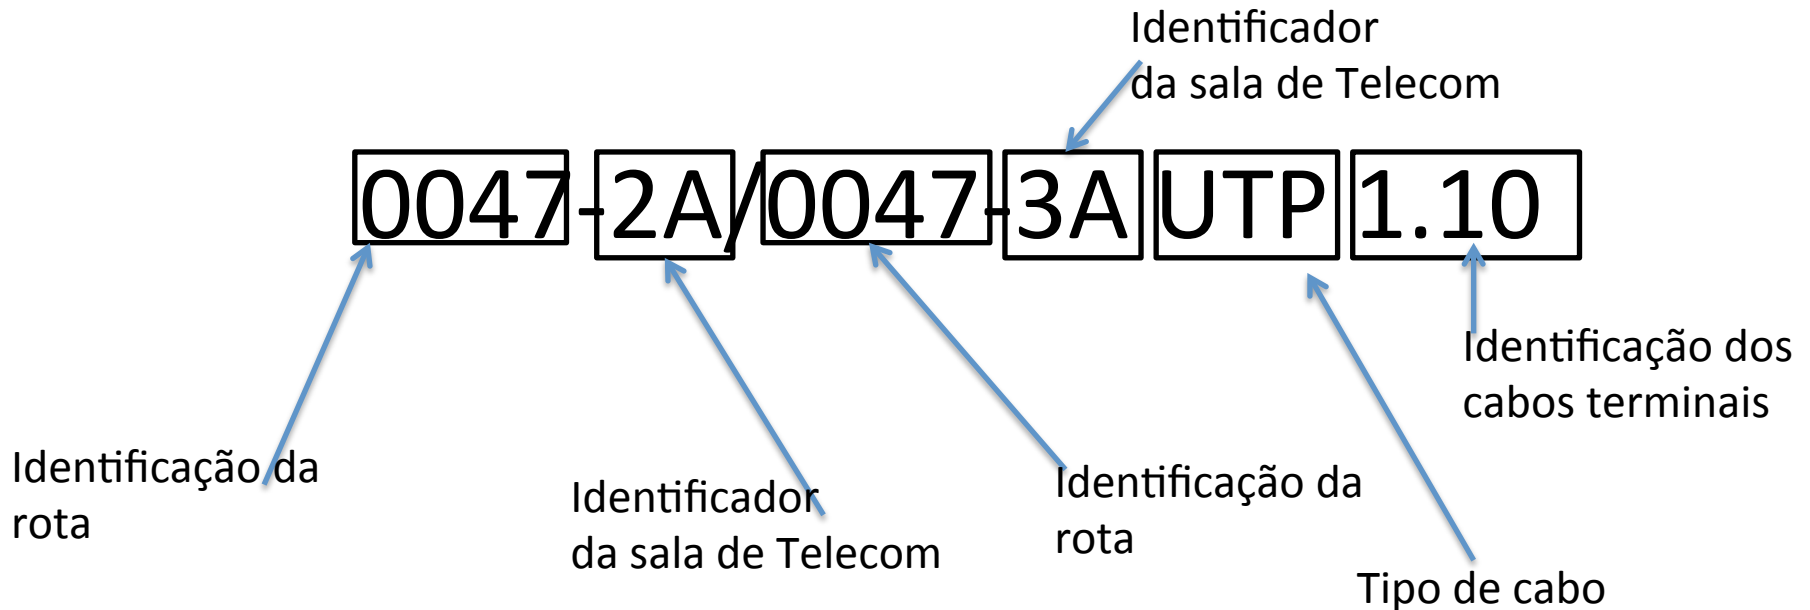 Identificador
da sala de Telecom
0047-2A/0047-3A UTP 1.10
Identificação dos
cabos terminais
Identificação da
rota
Identificador
da sala de Telecom
Identificação da
rota
Tipo de cabo